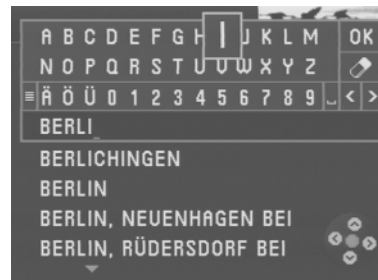 A B C D E F G H I J K L M OK
N O P Q R S T U V W X Y Z
Ä Ö Ü 0 1 2 3 4 5 6 7 8 9 ␣ < >
BERLI_
BERLICHINGEN
BERLIN
BERLIN, NEUENHAGEN BEI
BERLIN, RÜDERSDORF BEI